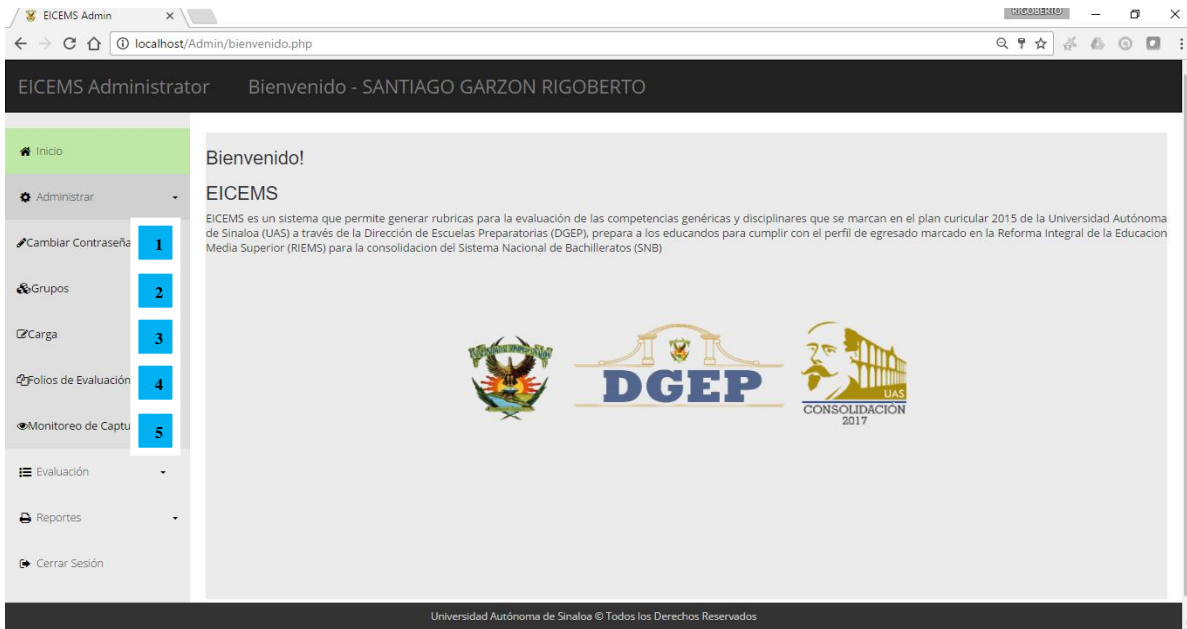 EICEMS Admin
RIGOBERTO
localhost/Admin/bienvenido.php
EICEMS Administrator Bienvenido - SANTIAGO GARZON RIGOBERTO
Inicio
Administrar
Cambiar Contraseña 1
Grupos 2
Carga 3
Folios de Evaluación 4
Monitoreo de Captu 5
Evaluación
Reportes
Cerrar Sesión
Bienvenido!
EICEMS
EICEMS es un sistema que permite generar rubricas para la evaluación de las competencias genéricas y disciplinares que se marcan en el plan curicular 2015 de la Universidad Autónoma
de Sinaloa (UAS) a través de la Dirección de Escuelas Preparatorias (DGEP), prepara a los educandos para cumplir con el perfil de egresado marcado en la Reforma Integral de la Educacion
Media Superior (RIEMS) para la consolidacion del Sistema Nacional de Bachilleratos (SNB)
DGEP
UAS
CONSOLIDACIÓN
2017
Universidad Autónoma de Sinaloa © Todos los Derechos Reservados